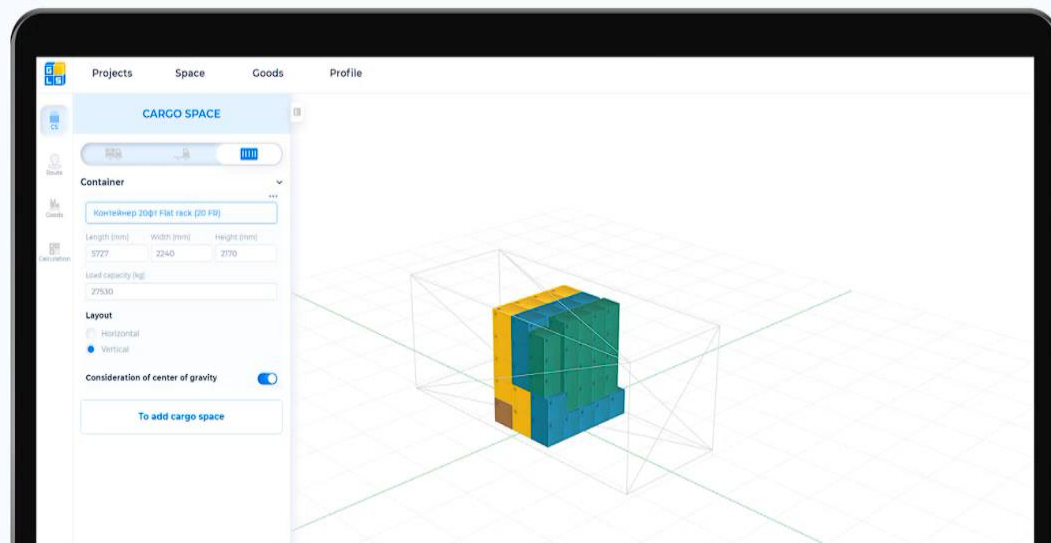 G
L S
Projects Space Goods Profile
CS
Route
Goods
Calculation
CARGO SPACE
Container
...
Контейнер 20фт Flat rack (20 FR)
Length (mm) Width (mm) Height (mm)
5727 2240 2170
Load capacity (kg)
27530
Layout
Horizontal
Vertical
Consideration of center of gravity
To add cargo space